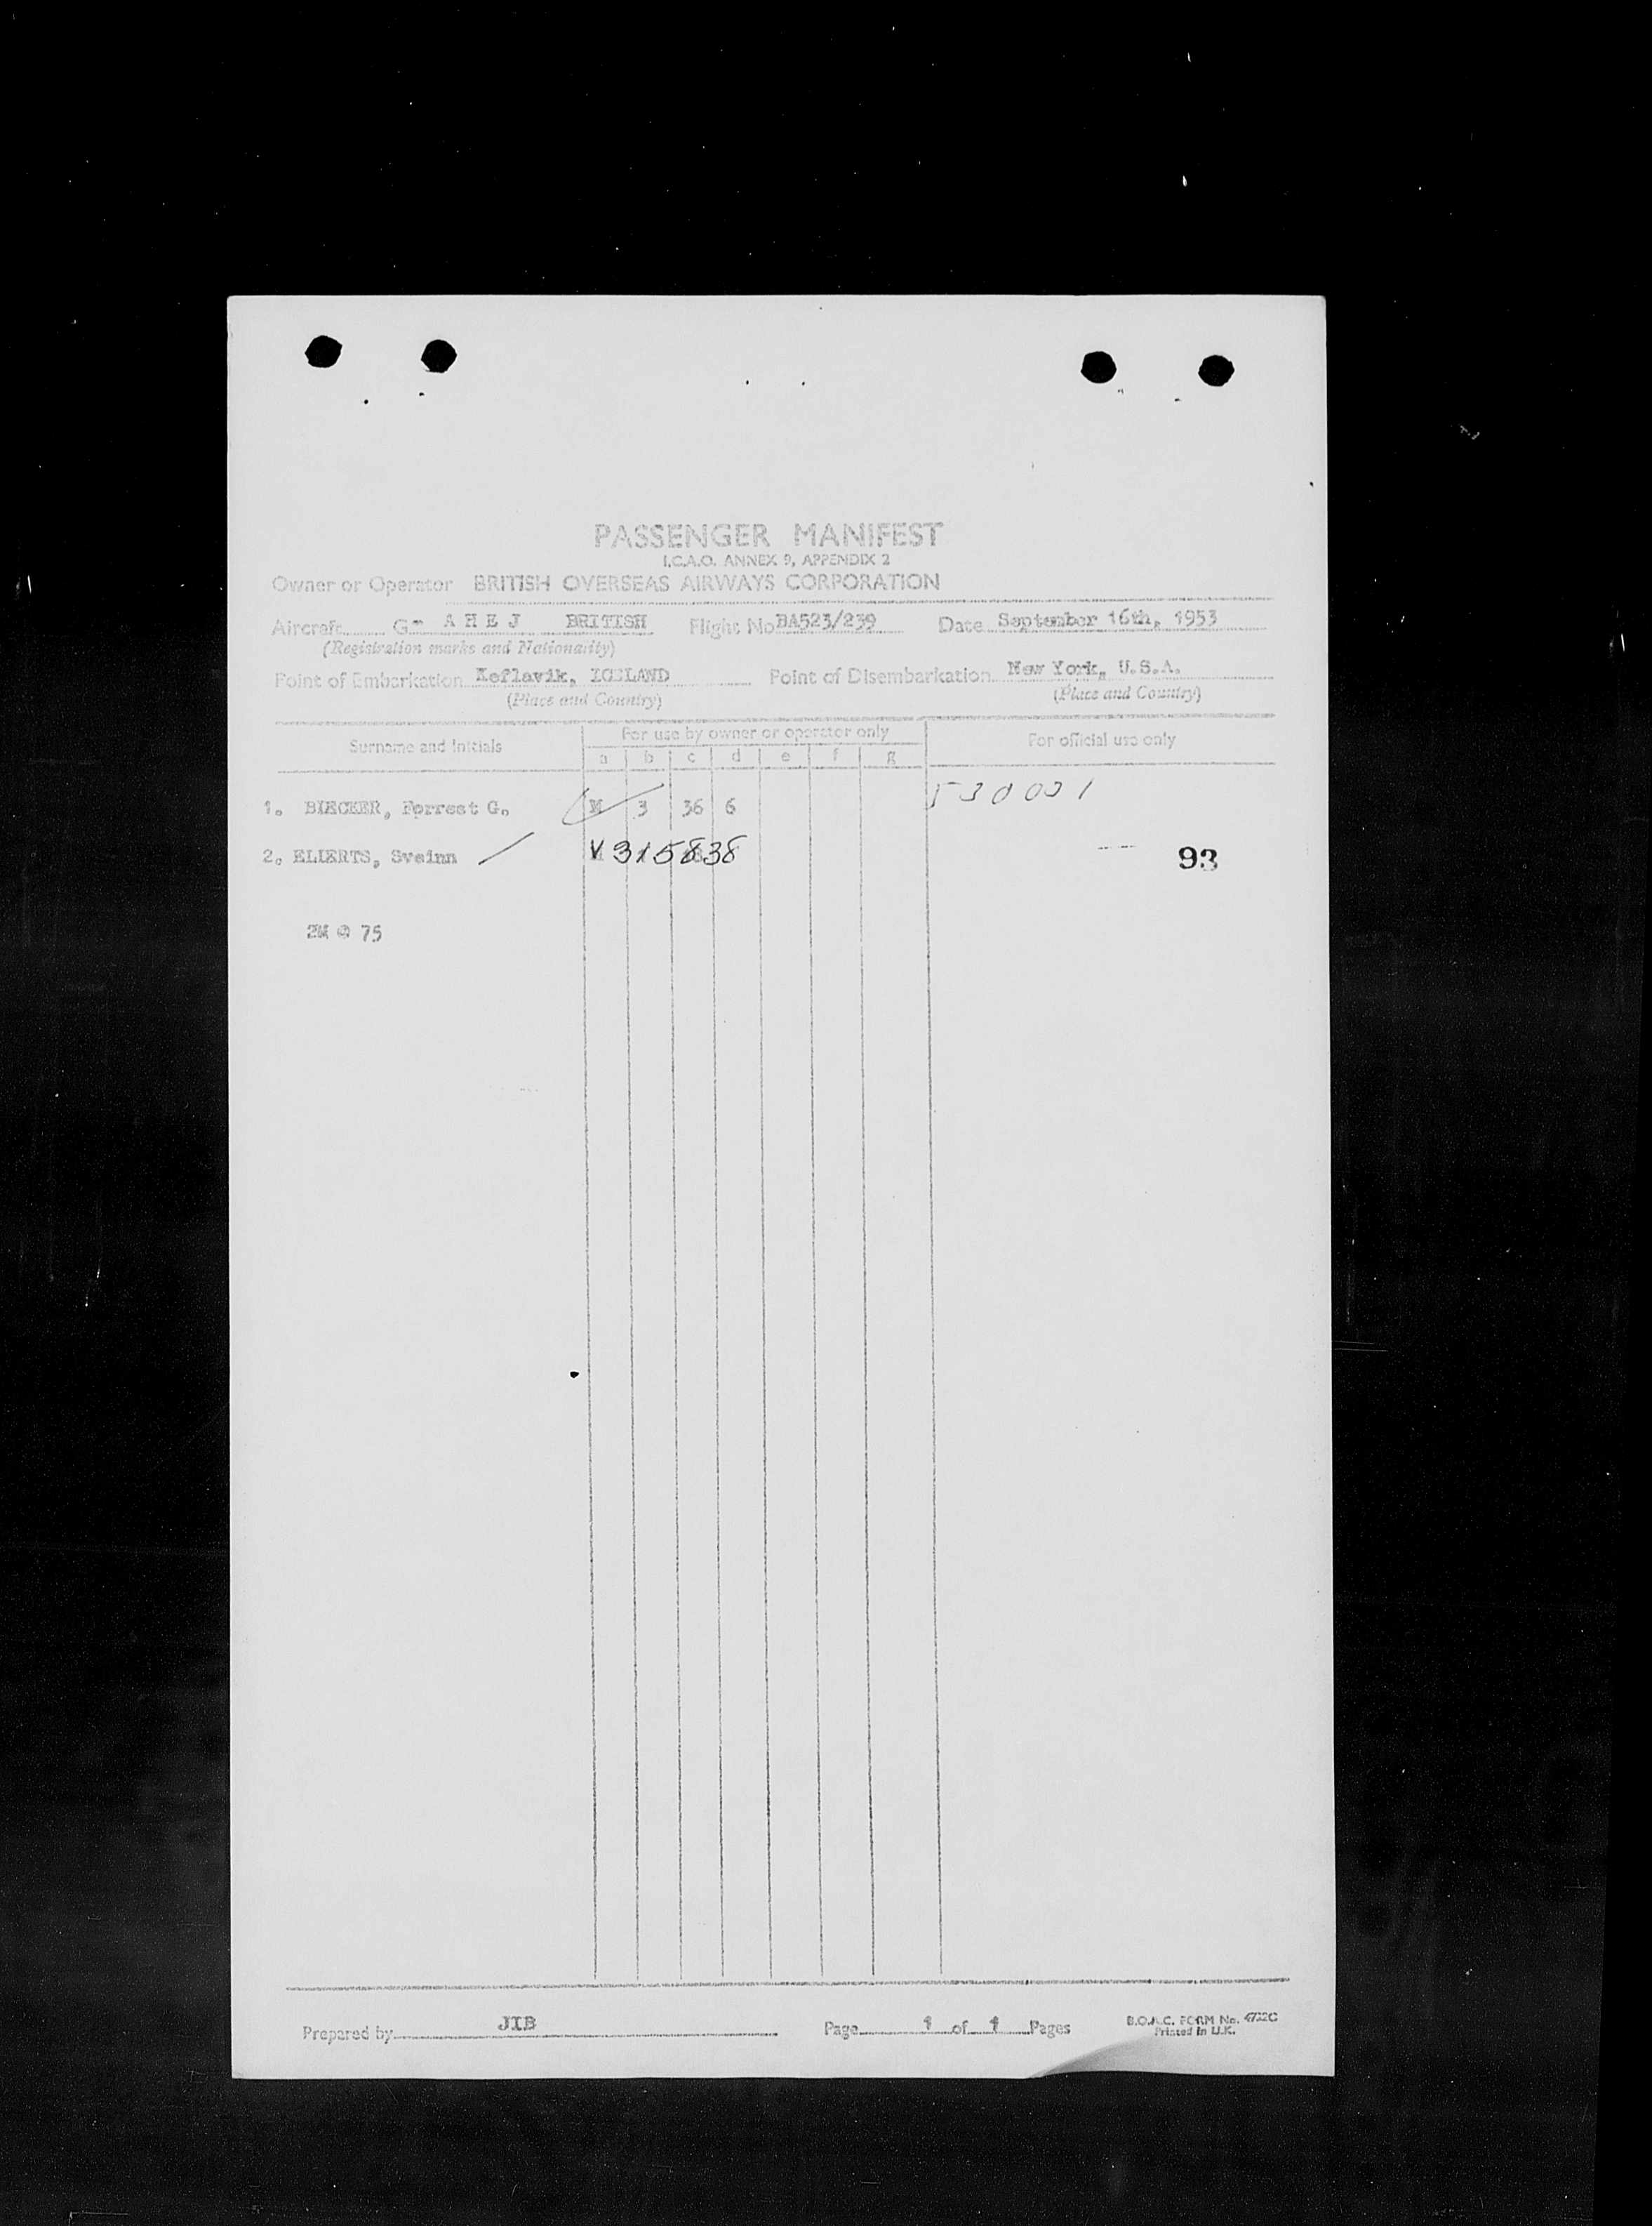 PASSENGER MANIFEST
I.C.A.O. ANNEX 9, APPENDIX 2
Owner or Operator BRITISH OVERSEAS AIRWAYS CORPORATION
Aircraft G- A H E J BRITISH Flight No BA523/239 Date September 16th, 1953
(Registration marks and Nationality)
Point of Embarkation Keflavik, ICELAND Point of Disembarkation New York, U.S.A.
(Place and Country) (Place and Country)
Surname and Initials For use by owner or operator only For official use only
a b c d e f g
1. BIECKER, Forrest G. M 3 36 6
2. ELIERTS, Sveinn V315838 93
2M @ 75
Prepared by JIB Page 1 of 1 Pages B.O.A.C. FORM No.
Printed in U.K.